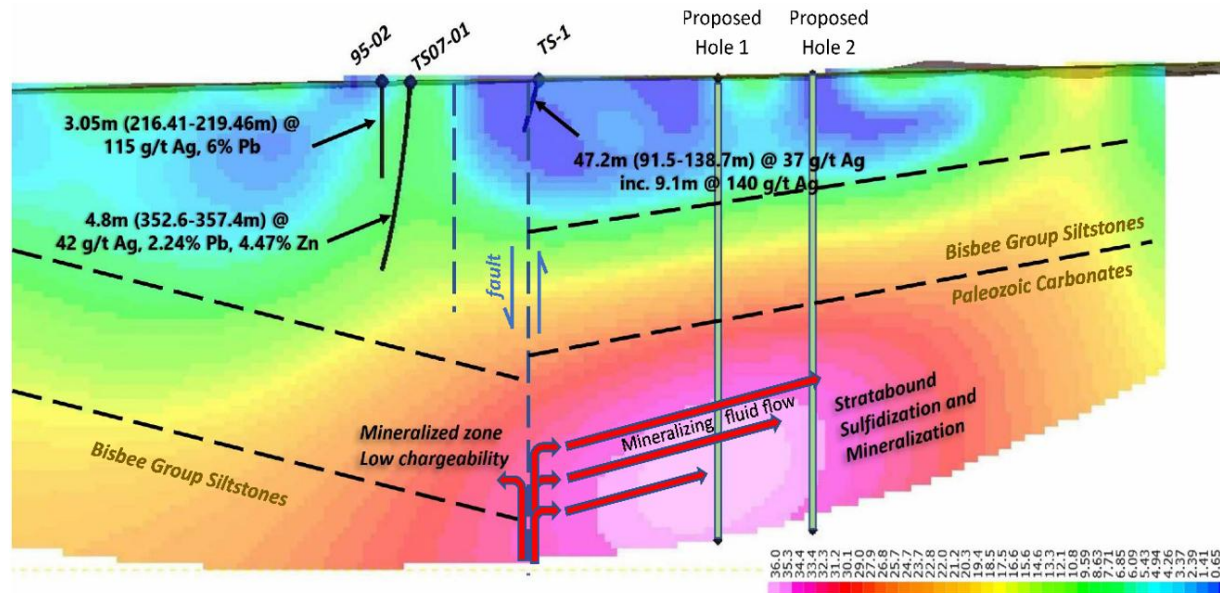 95-02
TS07-01
TS-1
Proposed
Hole 1
Proposed
Hole 2
3.05m (216.41-219.46m) @
115 g/t Ag, 6% Pb
47.2m (91.5-138.7m) @ 37 g/t Ag
inc. 9.1m @ 140 g/t Ag
4.8m (352.6-357.4m) @
42 g/t Ag, 2.24% Pb, 4.47% Zn
fault
Bisbee Group Siltstones
Paleozoic Carbonates
Mineralized zone
Low chargeability
Mineralizing fluid flow
Stratabound
Sulfidization and
Mineralization
Bisbee Group Siltstones
36.0
35.3
34.4
33.4
32.3
31.2
30.1
29.0
27.9
26.8
25.7
24.7
23.7
22.8
22.0
21.2
20.3
19.4
18.5
17.5
16.6
15.6
14.6
13.3
12.1
10.8
9.59
8.63
7.71
6.85
6.09
5.43
4.94
4.26
3.37
2.39
1.41
0.65